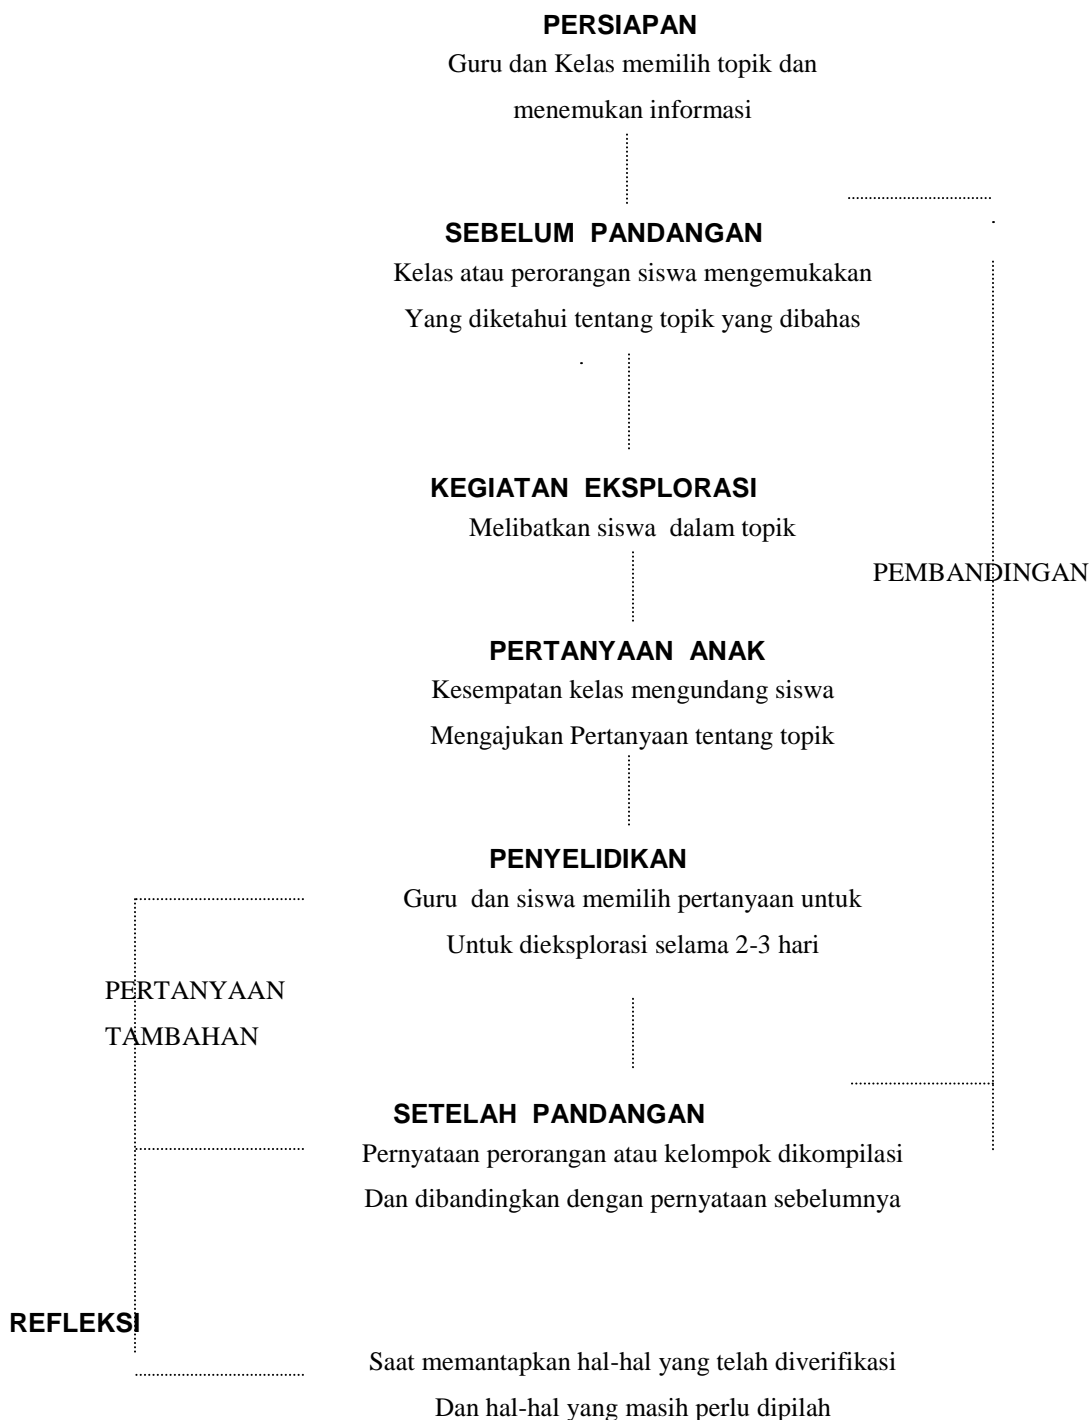 PERSIAPAN
Guru dan Kelas memilih topik dan
menemukan informasi
SEBELUM PANDANGAN
Kelas atau perorangan siswa mengemukakan
Yang diketahui tentang topik yang dibahas
KEGIATAN EKSPLORASI
Melibatkan siswa dalam topik
PEMBANDINGAN
PERTANYAAN ANAK
Kesempatan kelas mengundang siswa
Mengajukan Pertanyaan tentang topik
PENYELIDIKAN
Guru dan siswa memilih pertanyaan untuk
Untuk dieksplorasi selama 2-3 hari
PERTANYAAN
TAMBAHAN
SETELAH PANDANGAN
Pernyataan perorangan atau kelompok dikompilasi
Dan dibandingkan dengan pernyataan sebelumnya
REFLEKSI
Saat memantapkan hal-hal yang telah diverifikasi
Dan hal-hal yang masih perlu dipilah